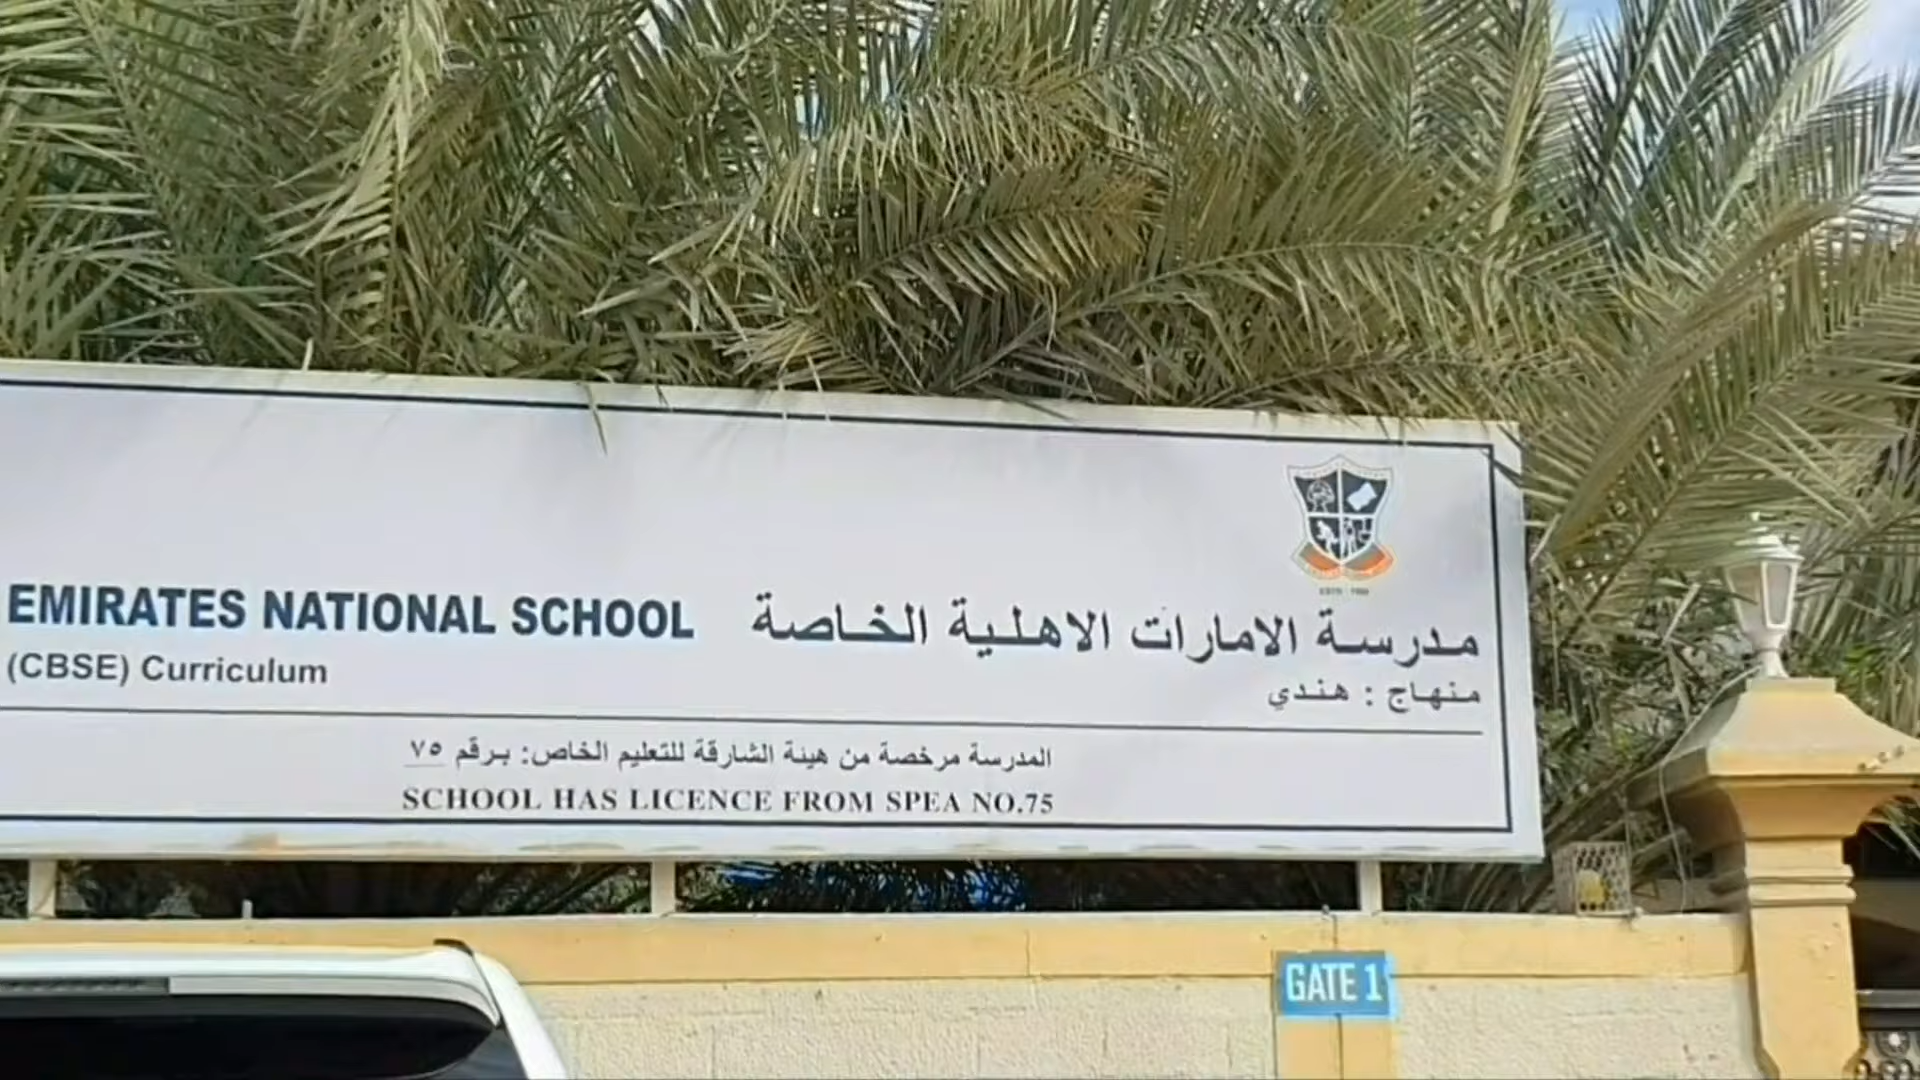 EMIRATES NATIONAL SCHOOL
مدرسة الامارات الاهلية الخاصة
(CBSE) Curriculum
منهاج : هندي
المدرسة مرخصة من هيئة الشارقة للتعليم الخاص: برقم ٧٥
SCHOOL HAS LICENCE FROM SPEA NO.75
GATE 1